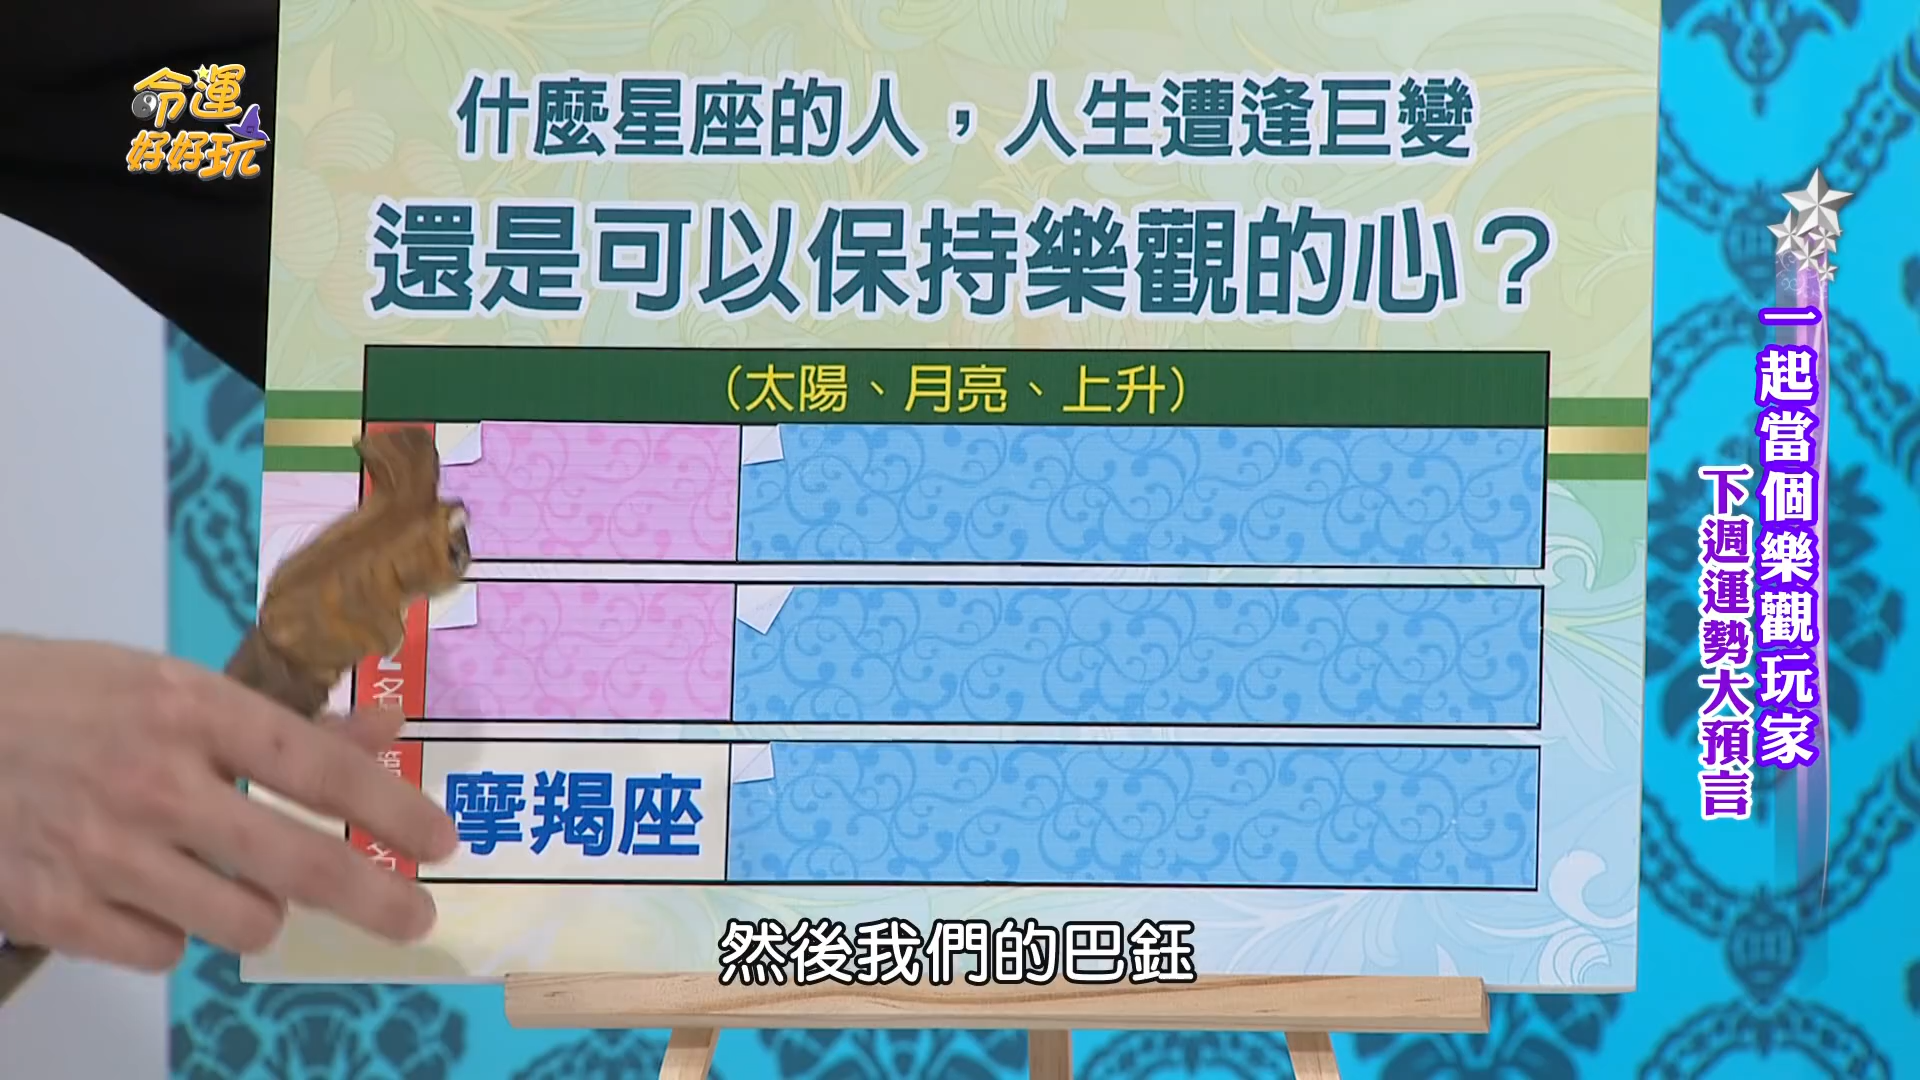 命運
好好玩
什麼星座的人，人生遭逢巨變
還是可以保持樂觀的心？
（太陽、月亮、上升）
名
第
名
摩羯座
一起當個樂觀玩家
下週運勢大預言
然後我們的巴鈺